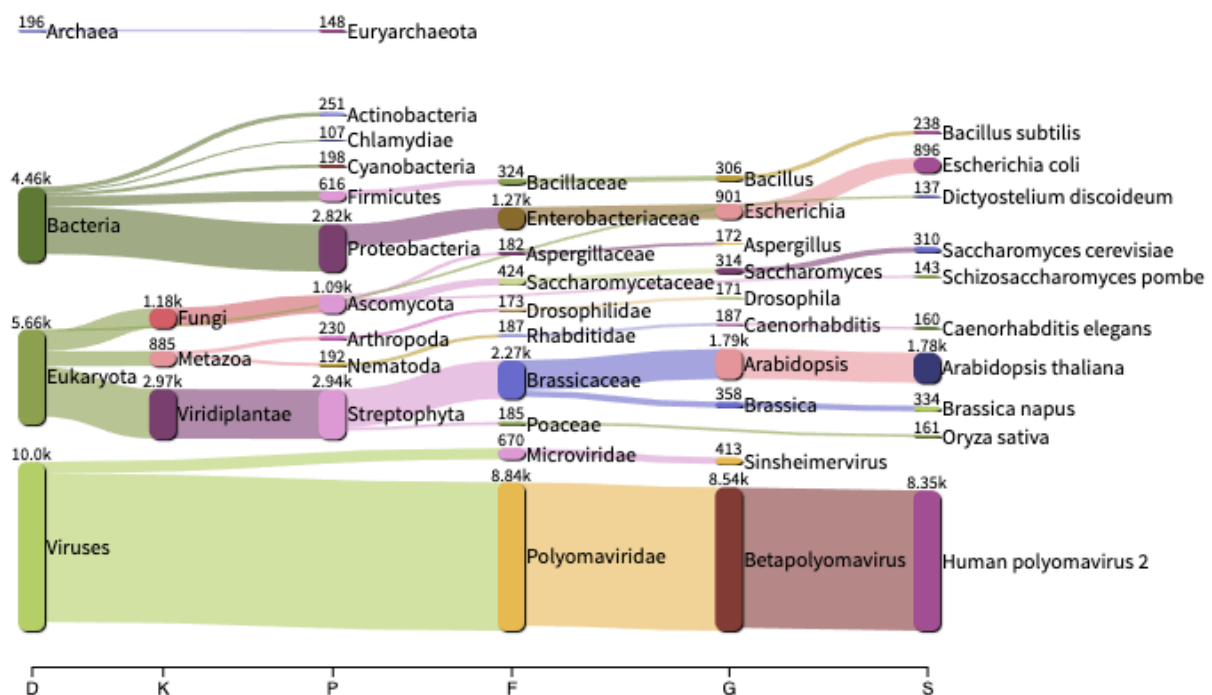 196 Archaea
148 Euryarchaeota
251 Actinobacteria
107 Chlamydiae
198 Cyanobacteria
616 Firmicutes
4.46k Bacteria
2.82k Proteobacteria
324 Bacillaceae
1.27k Enterobacteriaceae
306 Bacillus
901 Escherichia
238 Bacillus subtilis
896 Escherichia coli
137 Dictyostelium discoideum
182 Aspergillaceae
172 Aspergillus
424 Saccharomycetaceae
314 Saccharomyces
310 Saccharomyces cerevisiae
143 Schizosaccharomyces pombe
1.09k Ascomycota
1.18k Fungi
5.66k Eukaryota
885 Metazoa
230 Arthropoda
192 Nematoda
173 Drosophilidae
171 Drosophila
187 Rhabditidae
187 Caenorhabditis
160 Caenorhabditis elegans
2.97k Viridiplantae
2.94k Streptophyta
2.27k Brassicaceae
1.79k Arabidopsis
1.78k Arabidopsis thaliana
358 Brassica
334 Brassica napus
185 Poaceae
161 Oryza sativa
10.0k Viruses
670 Microviridae
413 Sinsheimervirus
8.84k Polyomaviridae
8.54k Betapolyomavirus
8.35k Human polyomavirus 2
D K P F G S